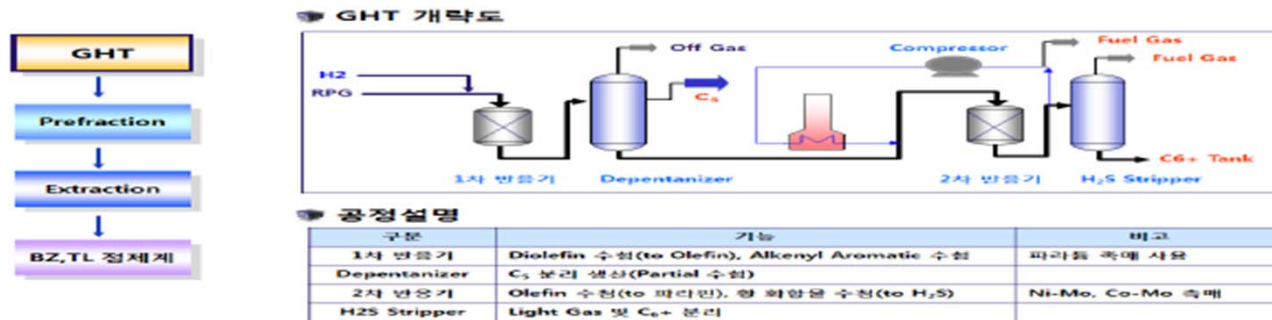 GHT 개략도
GHT
Prefraction
Extraction
BZ,TL 정제계
H2
RPG
Off Gas
C₅
Compressor
Fuel Gas
Fuel Gas
C6+ Tank
1차 반응기
Depentanizer
2차 반응기
H₂S Stripper
공정설명
구분 기능 비고
1차 반응기 Diolefin 수첨(to Olefin), Alkenyl Aromatic 수첨 파라듐 촉매 사용
Depentanizer C₅ 분리 생산(Partial 수첨)
2차 반응기 Olefin 수첨(to 파라핀), 황 화합물 수첨(to H₂S) Ni-Mo, Co-Mo 촉매
H2S Stripper Light Gas 및 C₆+ 분리